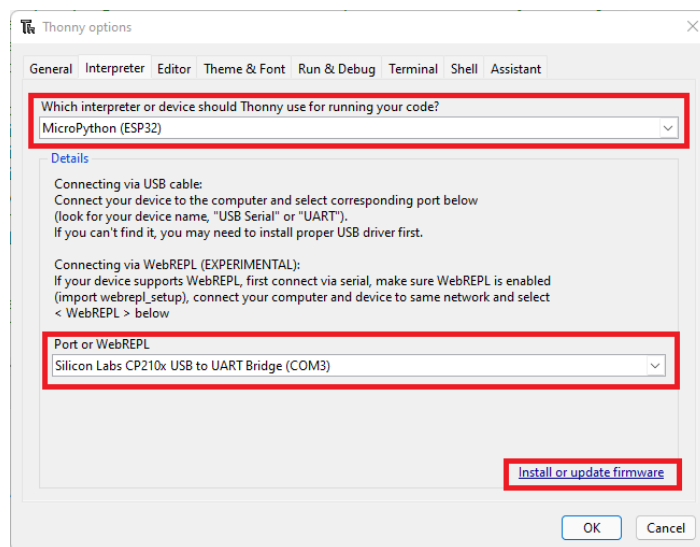 Thonny options
General Interpreter Editor Theme & Font Run & Debug Terminal Shell Assistant
Which interpreter or device should Thonny use for running your code?
MicroPython (ESP32)
Details
Connecting via USB cable:
Connect your device to the computer and select corresponding port below
(look for your device name, "USB Serial" or "UART").
If you can't find it, you may need to install proper USB driver first.
Connecting via WebREPL (EXPERIMENTAL):
If your device supports WebREPL, first connect via serial, make sure WebREPL is enabled
(import webrepl_setup), connect your computer and device to same network and select
< WebREPL > below
Port or WebREPL
Silicon Labs CP210x USB to UART Bridge (COM3)
Install or update firmware
OK Cancel